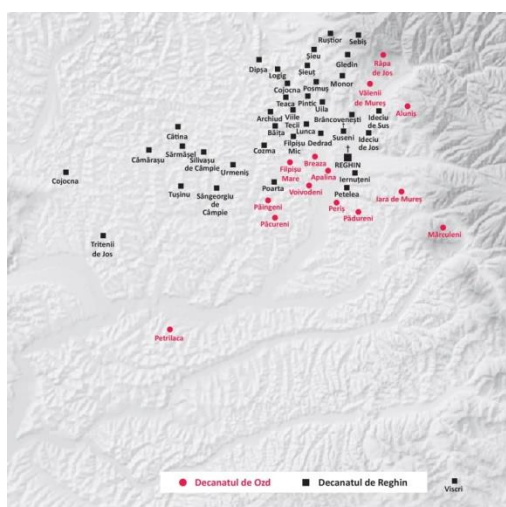 Ruștior
Sebiș
Șieu
Gledin
Râpa
de Jos
Dipșa
Logig
Șieuț
Cojocna
Posmuș
Monor
Vălenii
de Mureș
Teaca
Pintic
Uila
Aluniș
Archiud
Viile
Tecii
Brâncovenești
Ideciu
de Sus
Băița
Lunca
Suseni
Ideciu
de Jos
Cătina
Filpișu
Mic
Dedrad
Sărmășel
Cozma
Cămărașu
Silivașu
de Câmpie
Breaza
REGHIN
Urmeniș
Filpișu
Mare
Apalina
Cojocna
Iernuțeni
Tușinu
Sângeorgiu
de Câmpie
Poarta
Voivodeni
Petelea
Iara de Mureș
Păingeni
Periș
Pădureni
Păcureni
Mărcuieni
Tritenii
de Jos
Petrilaca
Decanatul de Ozd
Decanatul de Reghin
Viscri